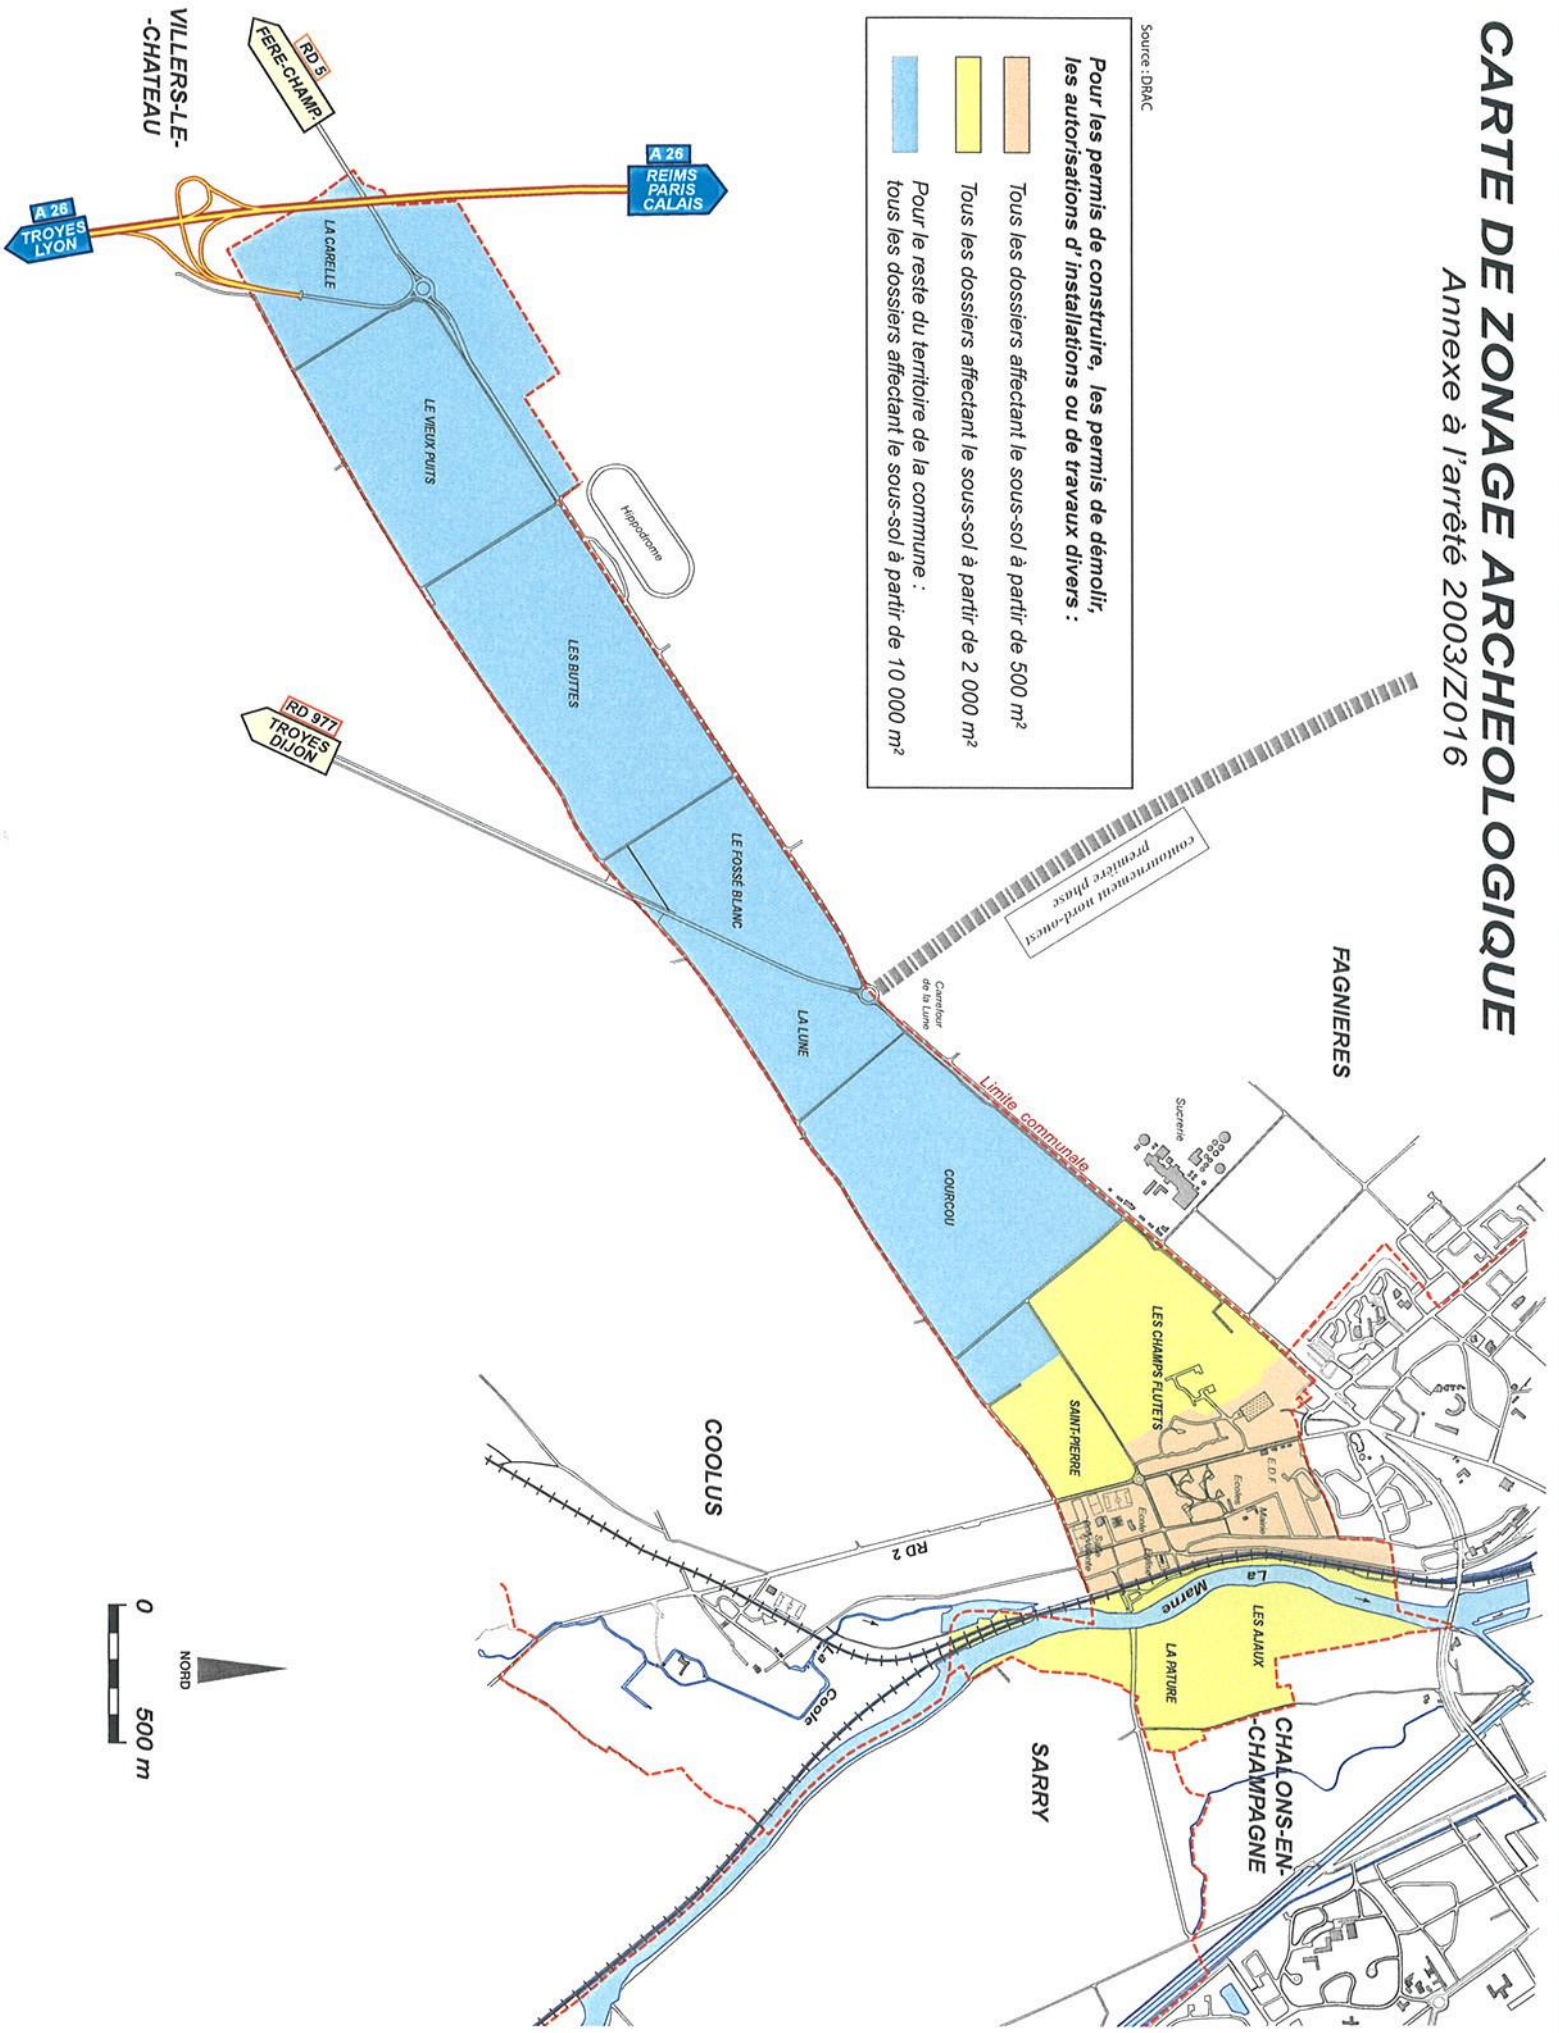 CARTE DE ZONAGE ARCHEOLOGIQUE
Annexe à l'arrêté 2003/Z016
Source : DRAC
Pour les permis de construire, les permis de démolir,
les autorisations d'installations ou de travaux divers :
Tous les dossiers affectant le sous-sol à partir de 500 m²
Tous les dossiers affectant le sous-sol à partir de 2 000 m²
Pour le reste du territoire de la commune :
tous les dossiers affectant le sous-sol à partir de 10 000 m²
contournement nord-ouest
première phase
FAGNIERES
Sucrerie
Carrefour
de la Lune
Limite communale
Hippodrome
A 26
REIMS
PARIS
CALAIS
RD 5
FERE-CHAMP.
VILLERS-LE-
-CHATEAU
A 26
TROYES
LYON
LA CARELLE
LE VIEUX PUITS
LES BUTTES
RD 977
TROYES
DIJON
LE FOSSÉ BLANC
LA LUNE
COURCOU
LES CHAMPS FLUTETS
SAINT-PIERRE
E.D.F.
Ecoles
Mairie
Ecole
Eglise
Salle
polyvalente
La
Marne
LES AJAUX
LA PATURE
CHALONS-EN-
-CHAMPAGNE
SARRY
COOLUS
RD 2
La
Coole
NORD
0
500 m